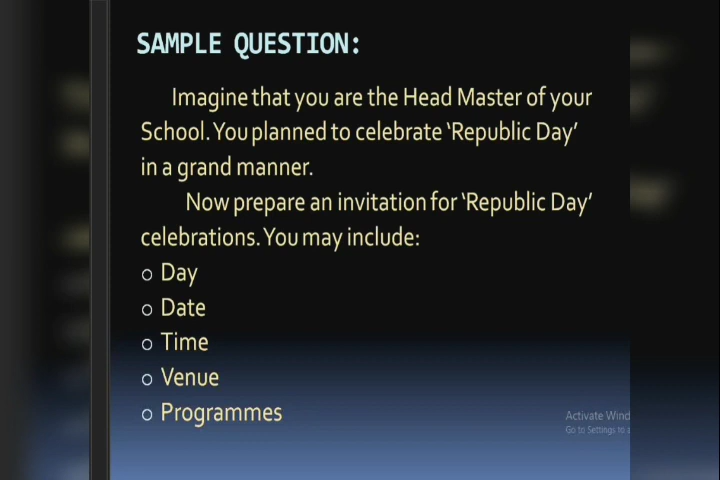 SAMPLE QUESTION:
Imagine that you are the Head Master of your
School. You planned to celebrate ‘Republic Day’
in a grand manner.
Now prepare an invitation for ‘Republic Day’
celebrations. You may include:
o Day
o Date
o Time
o Venue
o Programmes
Activate Wind
Go to Settings to a